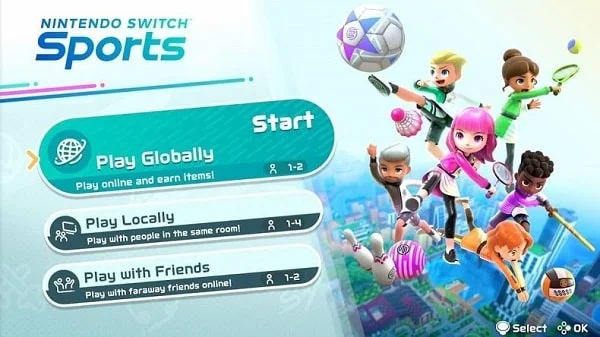 NINTENDO SWITCH™
Sports
Start
Play Globally
Play online and earn items!
1-2
Play Locally
Play with people in the same room!
1-4
Play with Friends
Play with faraway friends online!
1-2
Select
OK